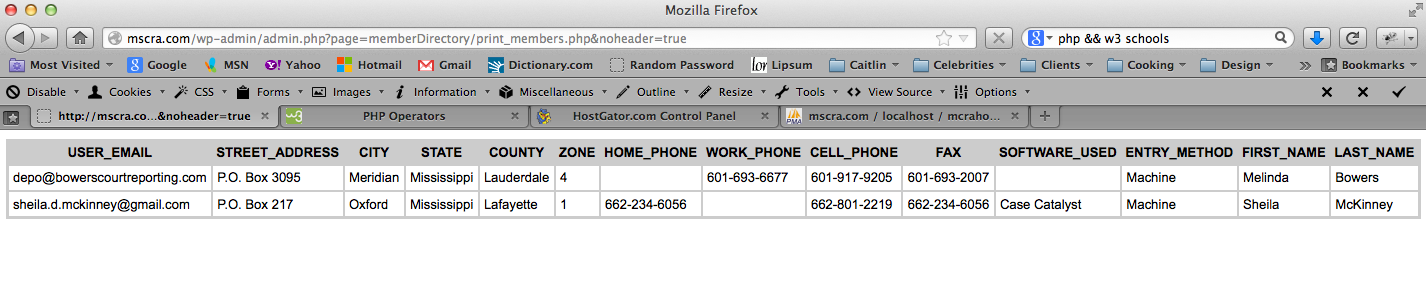 Mozilla Firefox
mscra.com/wp-admin/admin.php?page=memberDirectory/print_members.php&noheader=true php && w3 schools
Most Visited Google MSN Yahoo Hotmail Gmail Dictionary.com Random Password Lipsum Caitlin Celebrities Clients Cooking Design Bookmarks
Disable Cookies CSS Forms Images Information Miscellaneous Outline Resize Tools View Source Options
http://mscra.co...&noheader=true PHP Operators HostGator.com Control Panel mscra.com / localhost / mcraho...
USER_EMAIL STREET_ADDRESS CITY STATE COUNTY ZONE HOME_PHONE WORK_PHONE CELL_PHONE FAX SOFTWARE_USED ENTRY_METHOD FIRST_NAME LAST_NAME
depo@bowerscourtreporting.com P.O. Box 3095 Meridian Mississippi Lauderdale 4 601-693-6677 601-917-9205 601-693-2007 Machine Melinda Bowers
sheila.d.mckinney@gmail.com P.O. Box 217 Oxford Mississippi Lafayette 1 662-234-6056 662-801-2219 662-234-6056 Case Catalyst Machine Sheila McKinney